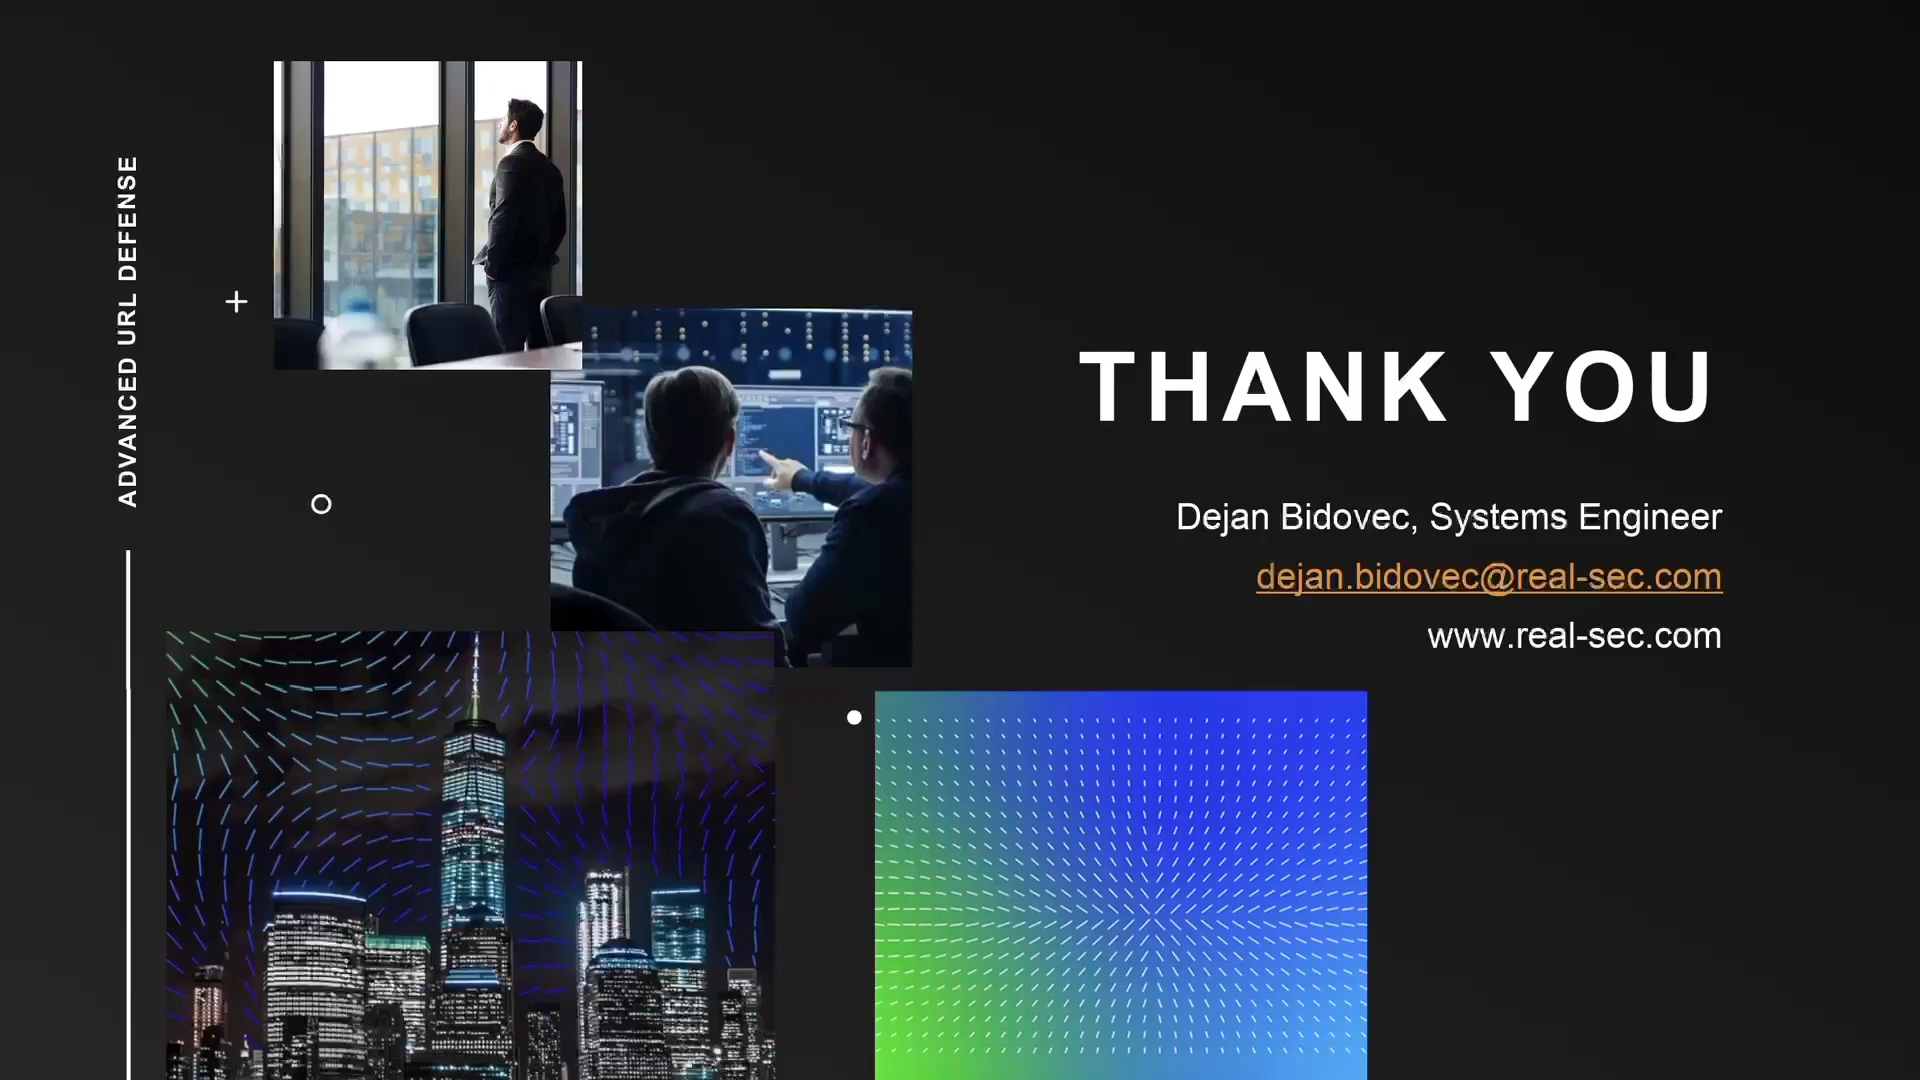 ADVANCED URL DEFENSE
THANK YOU
Dejan Bidovec, Systems Engineer
dejan.bidovec@real-sec.com
www.real-sec.com